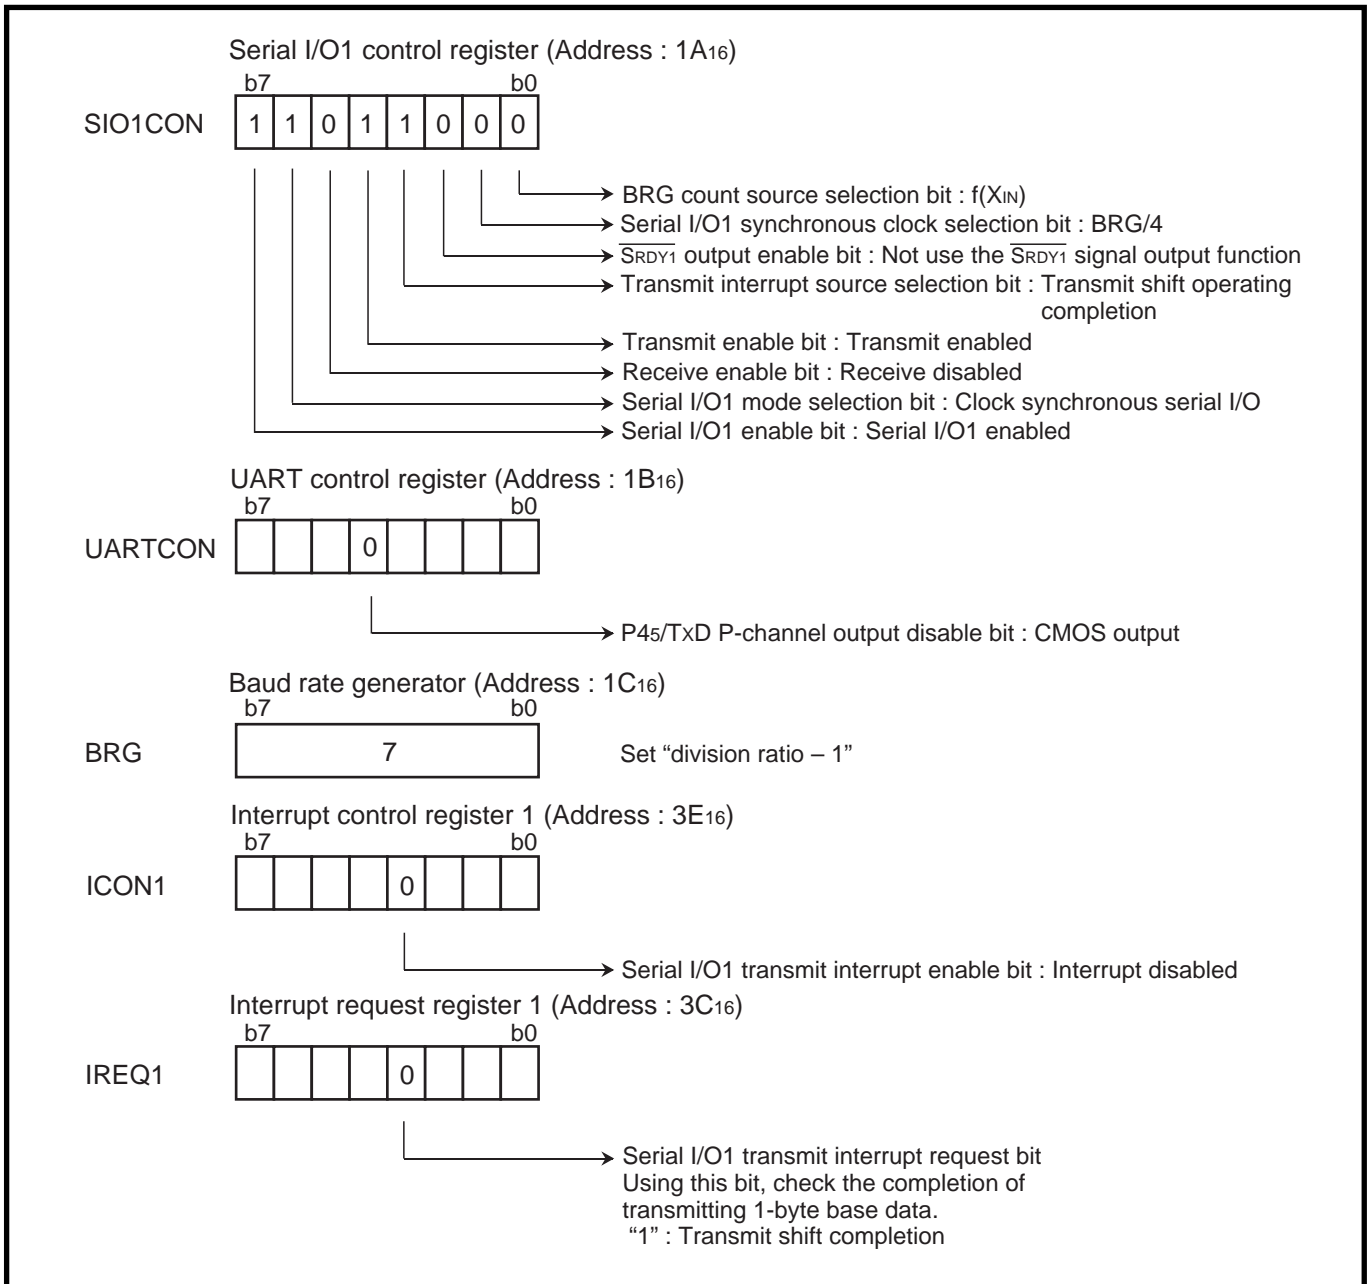 Serial I/O1 control register (Address : 1A16)
b7 b0
SIO1CON 1 1 0 1 1 0 0 0
BRG count source selection bit : f(XIN)
Serial I/O1 synchronous clock selection bit : BRG/4
SRDY1 output enable bit : Not use the SRDY1 signal output function
Transmit interrupt source selection bit : Transmit shift operating
completion
Transmit enable bit : Transmit enabled
Receive enable bit : Receive disabled
Serial I/O1 mode selection bit : Clock synchronous serial I/O
Serial I/O1 enable bit : Serial I/O1 enabled
UART control register (Address : 1B16)
b7 b0
UARTCON 0
P45/TxD P-channel output disable bit : CMOS output
Baud rate generator (Address : 1C16)
b7 b0
BRG 7 Set “division ratio – 1”
Interrupt control register 1 (Address : 3E16)
b7 b0
ICON1 0
Serial I/O1 transmit interrupt enable bit : Interrupt disabled
Interrupt request register 1 (Address : 3C16)
b7 b0
IREQ1 0
Serial I/O1 transmit interrupt request bit
Using this bit, check the completion of
transmitting 1-byte base data.
“1” : Transmit shift completion